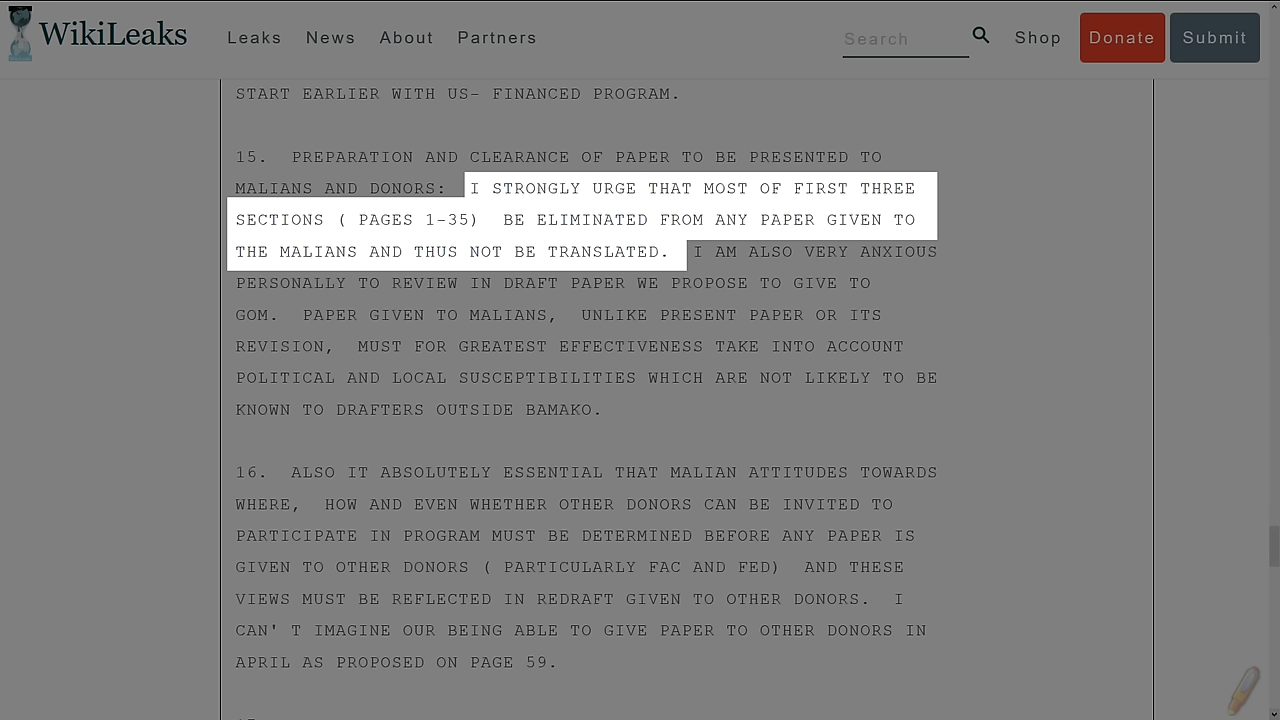 WikiLeaks
Leaks News About Partners
Search
Shop
Donate
Submit
START EARLIER WITH US- FINANCED PROGRAM.
15. PREPARATION AND CLEARANCE OF PAPER TO BE PRESENTED TO
MALIANS AND DONORS: I STRONGLY URGE THAT MOST OF FIRST THREE
SECTIONS ( PAGES 1-35) BE ELIMINATED FROM ANY PAPER GIVEN TO
THE MALIANS AND THUS NOT BE TRANSLATED. I AM ALSO VERY ANXIOUS
PERSONALLY TO REVIEW IN DRAFT PAPER WE PROPOSE TO GIVE TO
GOM. PAPER GIVEN TO MALIANS, UNLIKE PRESENT PAPER OR ITS
REVISION, MUST FOR GREATEST EFFECTIVENESS TAKE INTO ACCOUNT
POLITICAL AND LOCAL SUSCEPTIBILITIES WHICH ARE NOT LIKELY TO BE
KNOWN TO DRAFTERS OUTSIDE BAMAKO.
16. ALSO IT ABSOLUTELY ESSENTIAL THAT MALIAN ATTITUDES TOWARDS
WHERE, HOW AND EVEN WHETHER OTHER DONORS CAN BE INVITED TO
PARTICIPATE IN PROGRAM MUST BE DETERMINED BEFORE ANY PAPER IS
GIVEN TO OTHER DONORS ( PARTICULARLY FAC AND FED) AND THESE
VIEWS MUST BE REFLECTED IN REDRAFT GIVEN TO OTHER DONORS. I
CAN' T IMAGINE OUR BEING ABLE TO GIVE PAPER TO OTHER DONORS IN
APRIL AS PROPOSED ON PAGE 59.